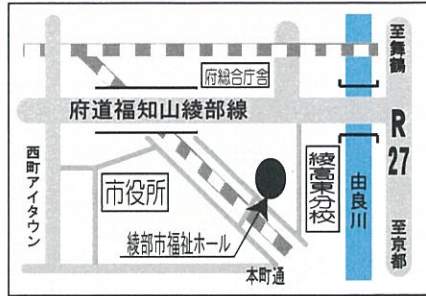 府総合庁舎
至舞鶴
府道福知山綾部線
R
27
西町アイタウン
市役所
綾高東分校
由良川
綾部市福祉ホール
至京都
本町通